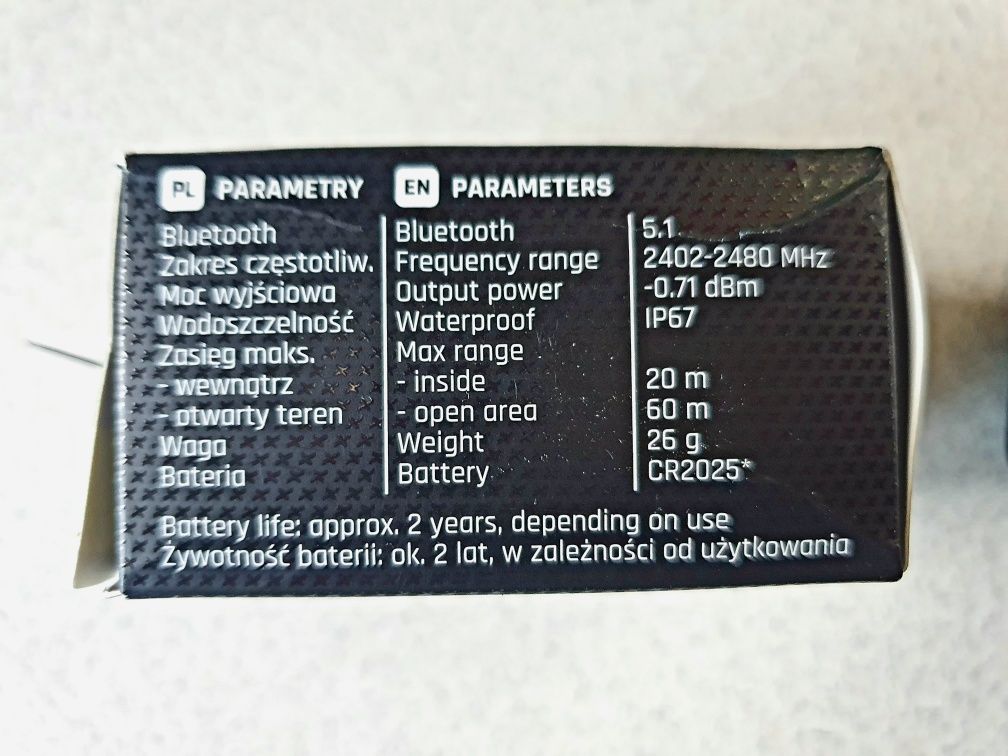 PL PARAMETRY EN PARAMETERS
Bluetooth Bluetooth 5.1
Zakres częstotliw. Frequency range 2402-2480 MHz
Moc wyjściowa Output power -0.71 dBm
Wodoszczelność Waterproof IP67
Zasięg maks. Max range
- wewnątrz - inside 20 m
- otwarty teren - open area 60 m
Waga Weight 26 g
Bateria Battery CR2025*
Battery life: approx. 2 years, depending on use
Żywotność baterii: ok. 2 lat, w zależności od użytkowania